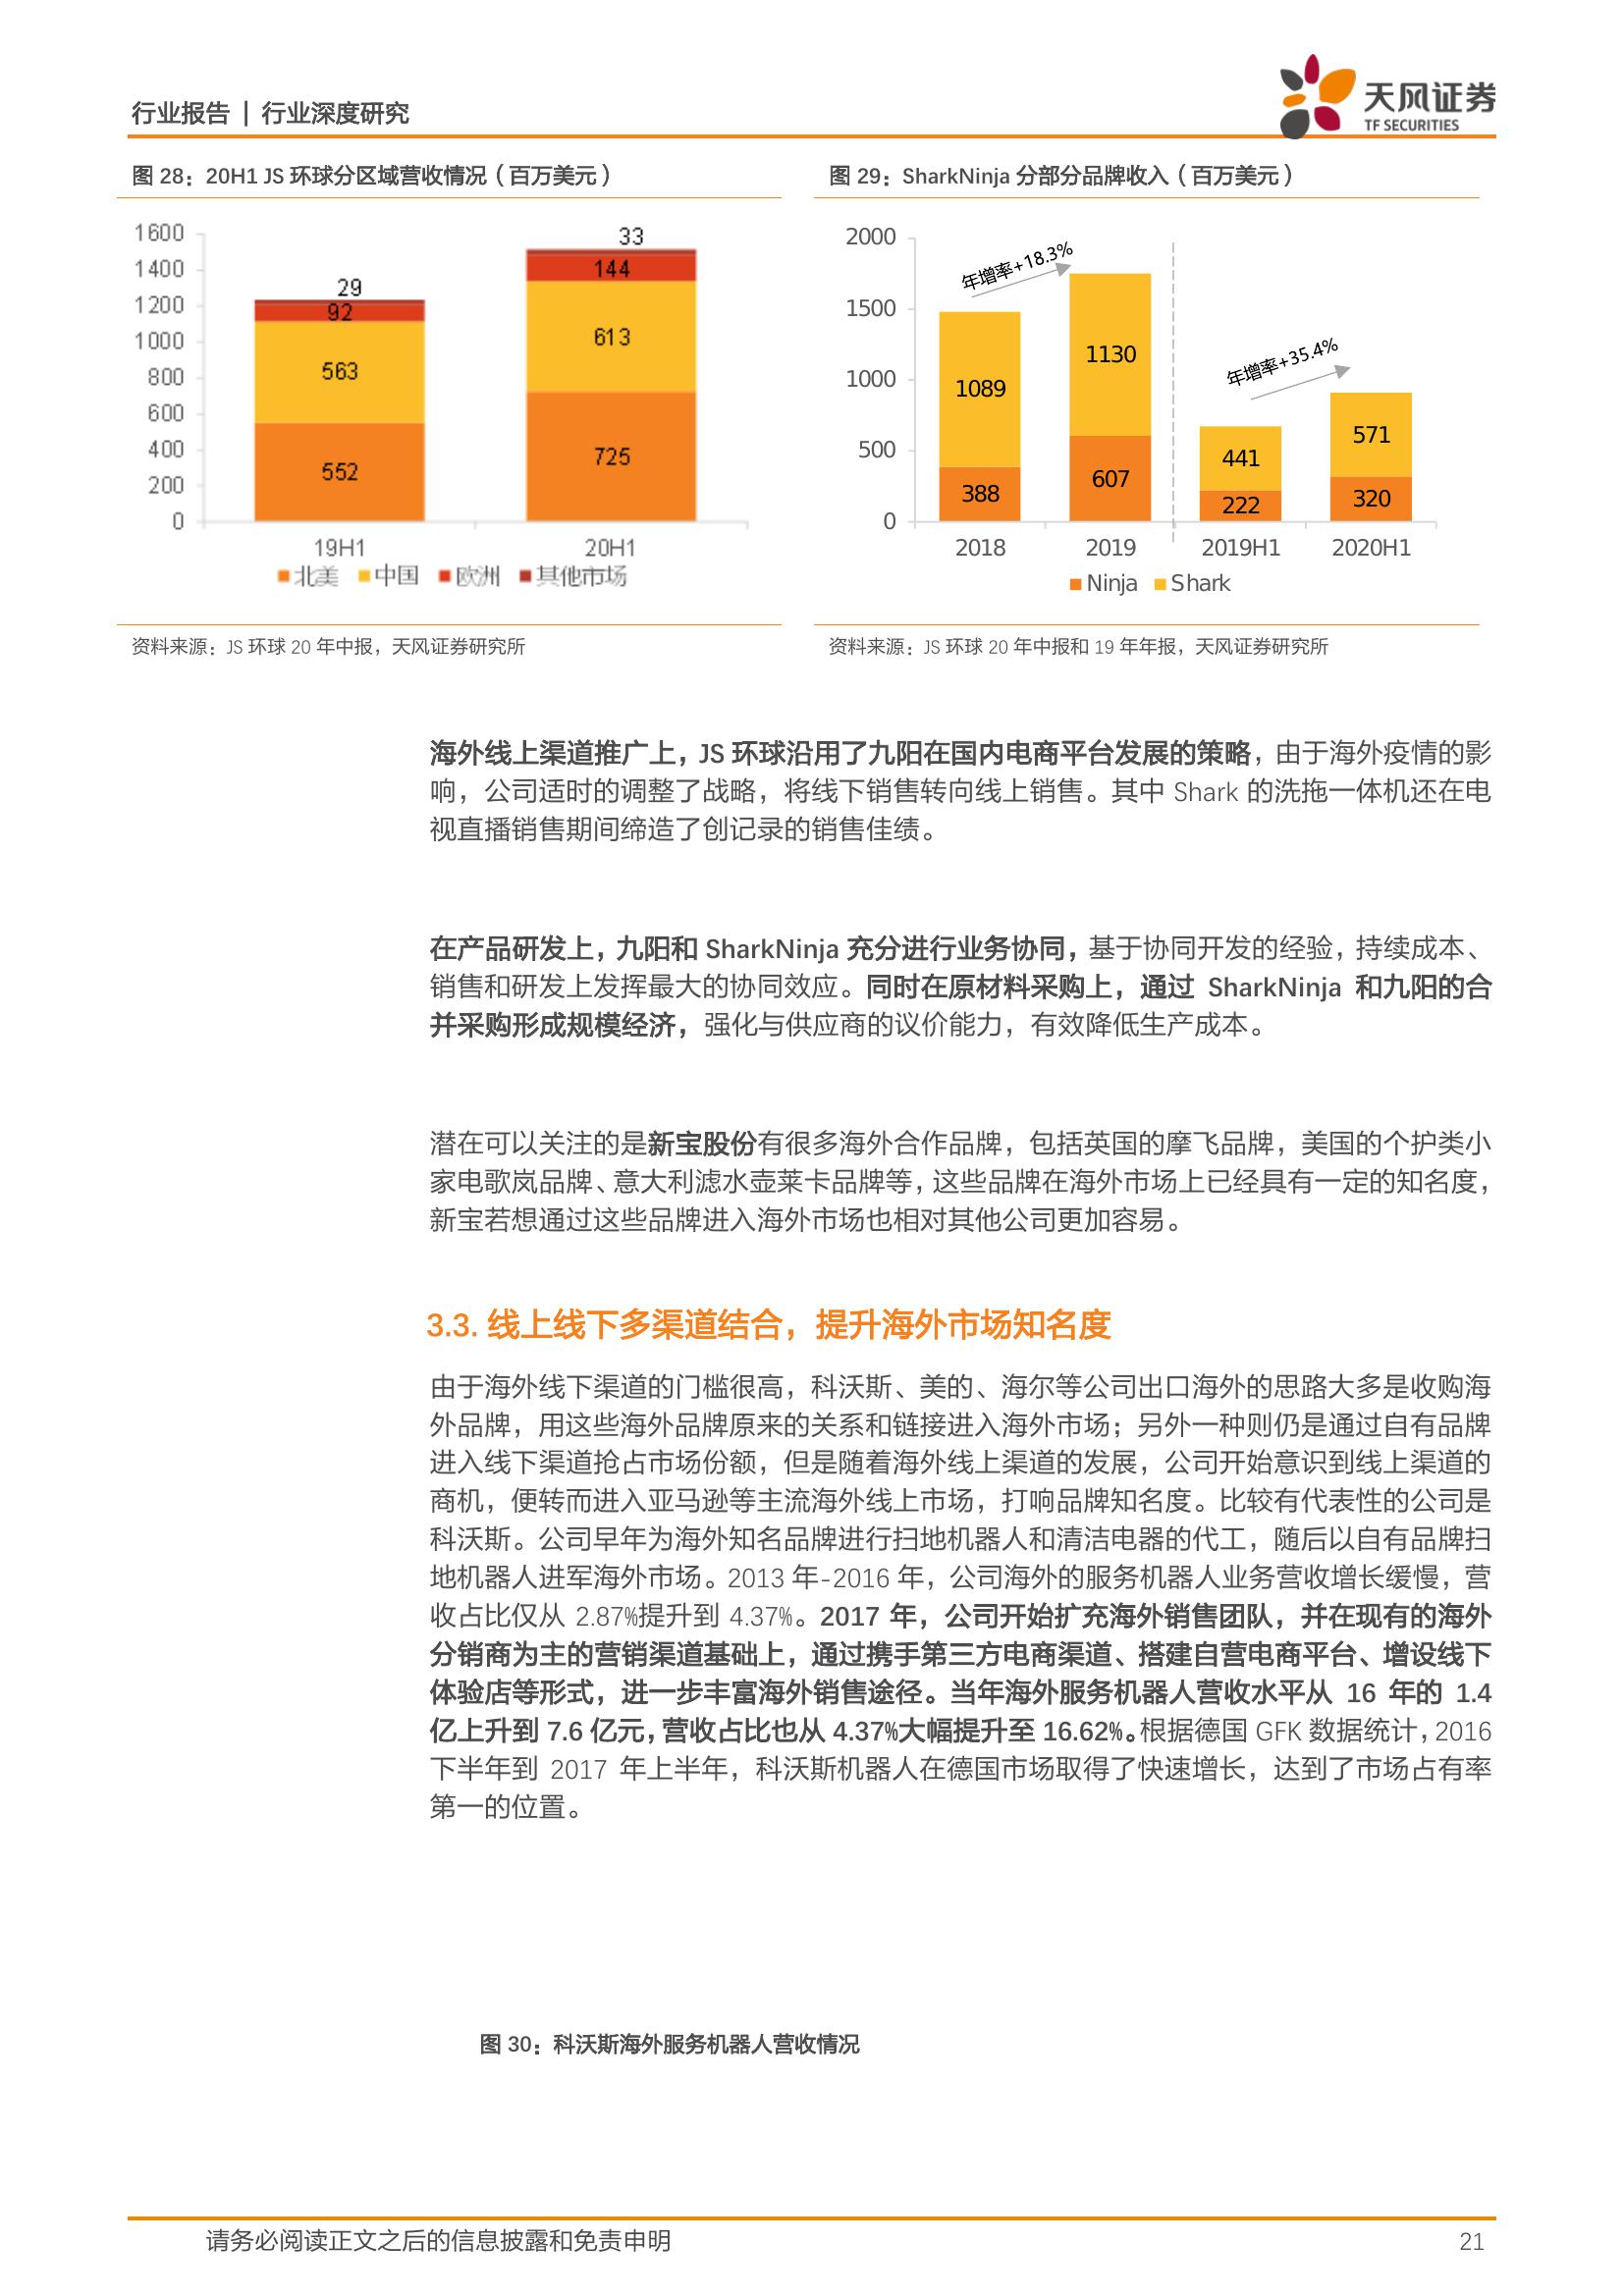 行业报告 | 行业深度研究
天风证券
TF SECURITIES
图 28：20H1 JS 环球分区域营收情况（百万美元）
1600
1400
1200
1000
800
600
400
200
0
29
92
563
552
33
144
613
725
19H1
20H1
北美
中国
欧洲
其他市场
资料来源：JS 环球 20 年中报，天风证券研究所
图 29：SharkNinja 分部分品牌收入（百万美元）
2000
1500
1000
500
0
年增率+18.3%
年增率+35.4%
1089
388
1130
607
441
222
571
320
2018
2019
2019H1
2020H1
Ninja
Shark
资料来源：JS 环球 20 年中报和 19 年年报，天风证券研究所
海外线上渠道推广上，JS 环球沿用了九阳在国内电商平台发展的策略，由于海外疫情的影
响，公司适时的调整了战略，将线下销售转向线上销售。其中 Shark 的洗拖一体机还在电
视直播销售期间缔造了创记录的销售佳绩。
在产品研发上，九阳和 SharkNinja 充分进行业务协同，基于协同开发的经验，持续成本、
销售和研发上发挥最大的协同效应。同时在原材料采购上，通过 SharkNinja 和九阳的合
并采购形成规模经济，强化与供应商的议价能力，有效降低生产成本。
潜在可以关注的是新宝股份有很多海外合作品牌，包括英国的摩飞品牌，美国的个护类小
家电歌岚品牌、意大利滤水壶莱卡品牌等，这些品牌在海外市场上已经具有一定的知名度，
新宝若想通过这些品牌进入海外市场也相对其他公司更加容易。
3.3. 线上线下多渠道结合，提升海外市场知名度
由于海外线下渠道的门槛很高，科沃斯、美的、海尔等公司出口海外的思路大多是收购海
外品牌，用这些海外品牌原来的关系和链接进入海外市场；另外一种则仍是通过自有品牌
进入线下渠道抢占市场份额，但是随着海外线上渠道的发展，公司开始意识到线上渠道的
商机，便转而进入亚马逊等主流海外线上市场，打响品牌知名度。比较有代表性的公司是
科沃斯。公司早年为海外知名品牌进行扫地机器人和清洁电器的代工，随后以自有品牌扫
地机器人进军海外市场。2013 年-2016 年，公司海外的服务机器人业务营收增长缓慢，营
收占比仅从 2.87%提升到 4.37%。2017 年，公司开始扩充海外销售团队，并在现有的海外
分销商为主的营销渠道基础上，通过携手第三方电商渠道、搭建自营电商平台、增设线下
体验店等形式，进一步丰富海外销售途径。当年海外服务机器人营收水平从 16 年的 1.4
亿上升到 7.6 亿元，营收占比也从 4.37%大幅提升至 16.62%。根据德国 GFK 数据统计，2016
下半年到 2017 年上半年，科沃斯机器人在德国市场取得了快速增长，达到了市场占有率
第一的位置。
图 30：科沃斯海外服务机器人营收情况
请务必阅读正文之后的信息披露和免责申明
21